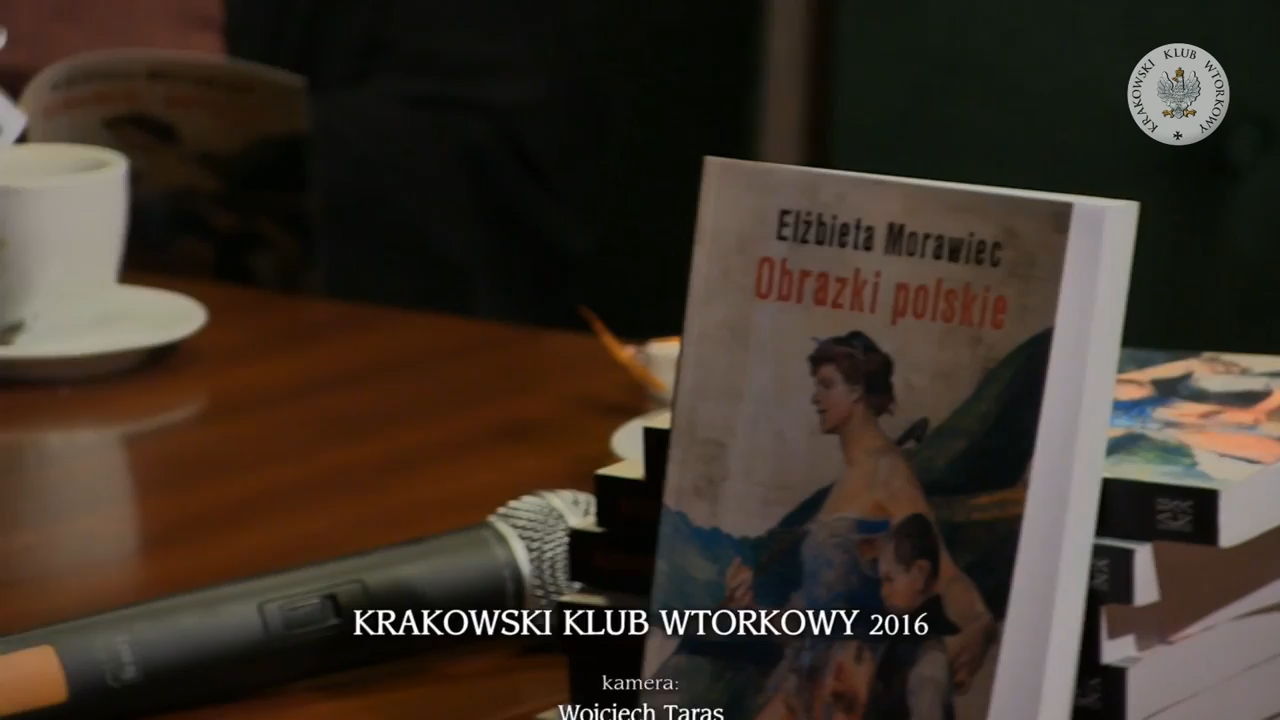 KRAKOWSKI KLUB WTORKOWY
Elżbieta Morawiec
Obrazki polskie
KRAKOWSKI KLUB WTORKOWY 2016
kamera:
Wojciech Taras